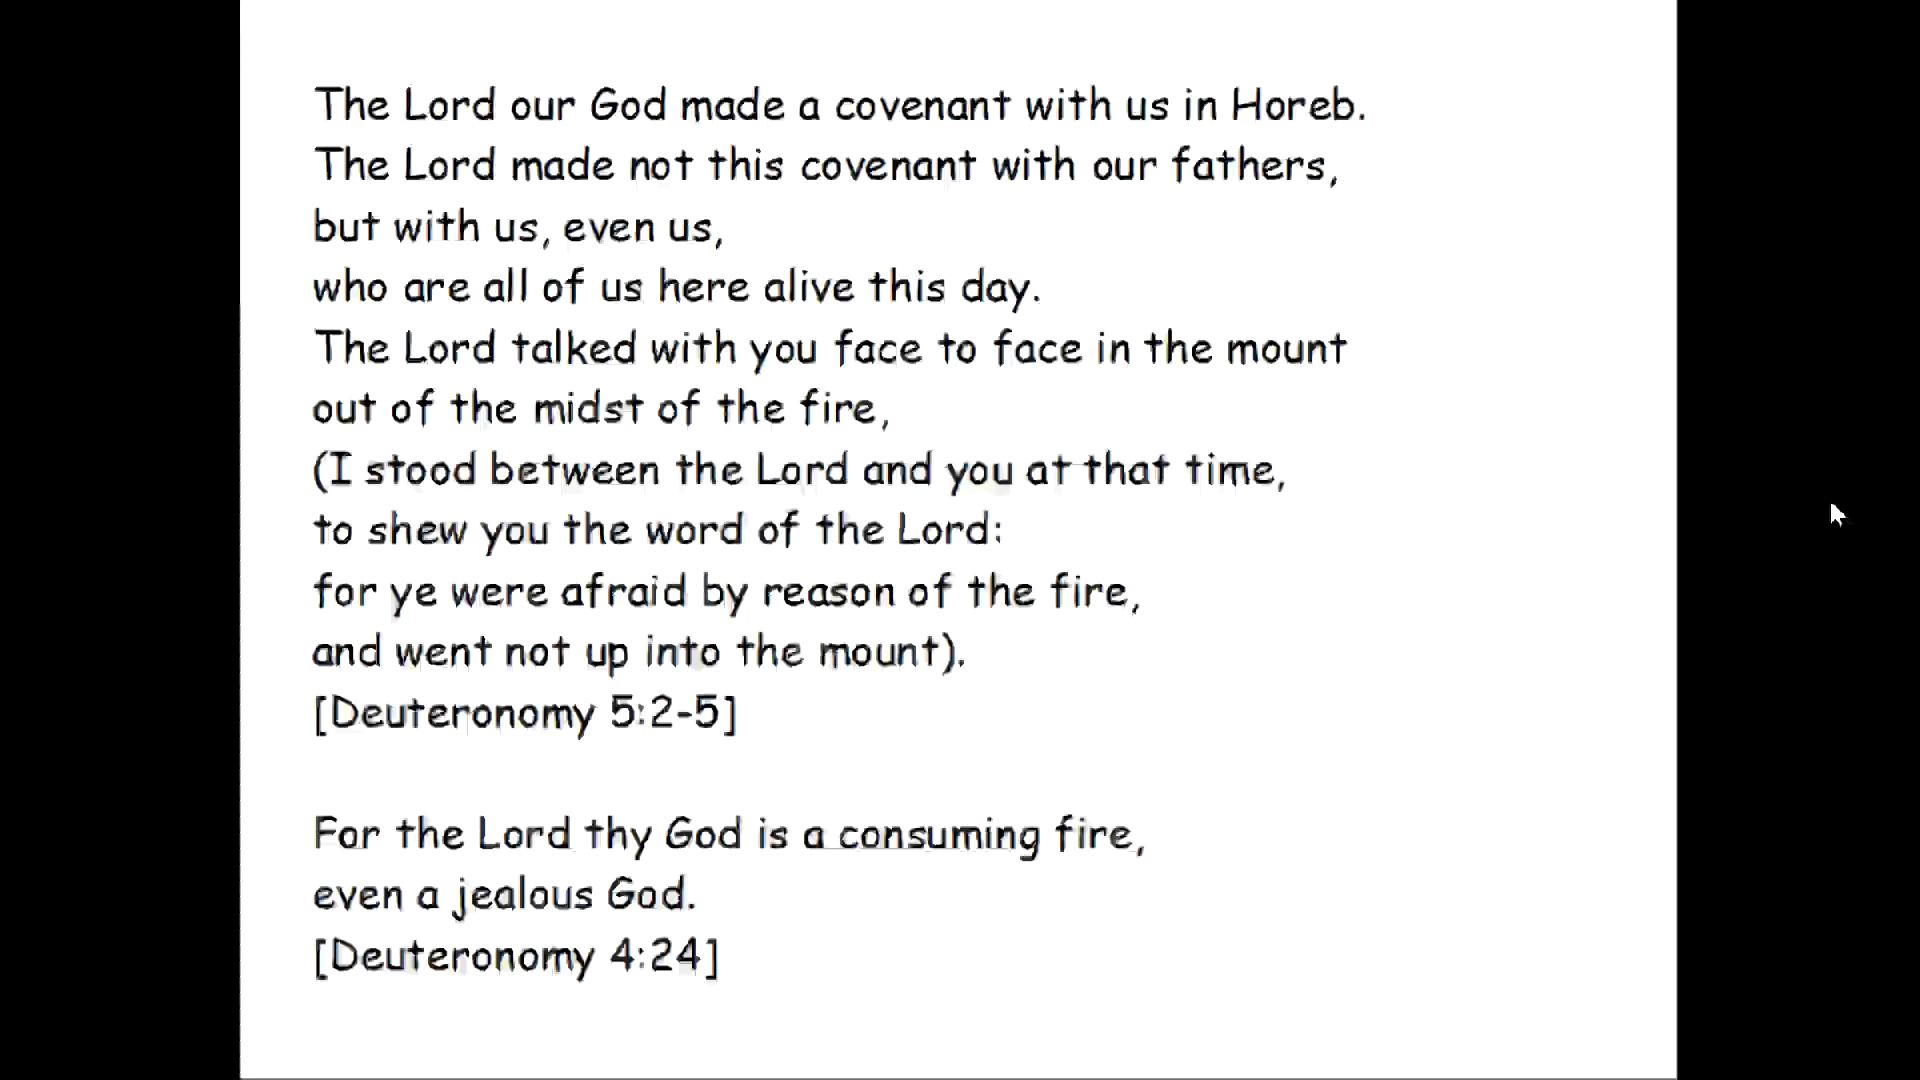 The Lord our God made a covenant with us in Horeb.
The Lord made not this covenant with our fathers,
but with us, even us,
who are all of us here alive this day.
The Lord talked with you face to face in the mount
out of the midst of the fire,
(I stood between the Lord and you at that time,
to shew you the word of the Lord:
for ye were afraid by reason of the fire,
and went not up into the mount).
[Deuteronomy 5:2-5]
For the Lord thy God is a consuming fire,
even a jealous God.
[Deuteronomy 4:24]